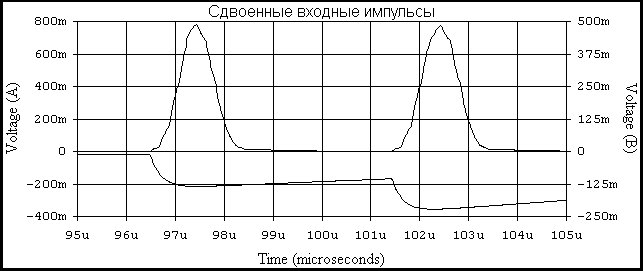 Сдвоенные входные импульсы
800m
600m
400m
200m
0
-200m
-400m
500m
375m
250m
125m
0
-125m
-250m
Voltage (A)
Voltage (B)
95u 96u 97u 98u 99u 100u 101u 102u 103u 104u 105u
Time (microseconds)